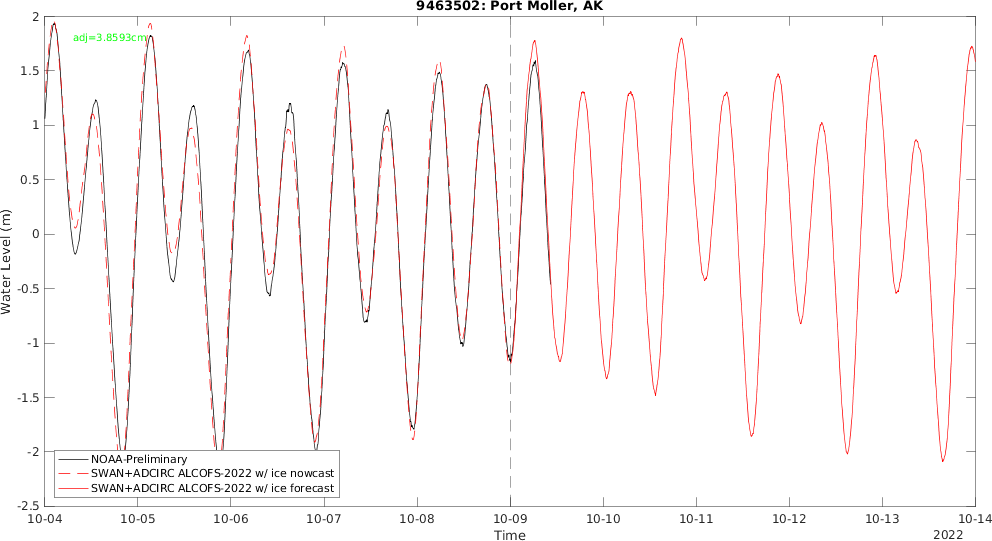 9463502: Port Moller, AK
adj=3.8593cm
Water Level (m)
2
1.5
1
0.5
0
-0.5
-1
-1.5
-2
-2.5
NOAA-Preliminary
SWAN+ADCIRC ALCOFS-2022 w/ ice nowcast
SWAN+ADCIRC ALCOFS-2022 w/ ice forecast
10-04 10-05 10-06 10-07 10-08 10-09 10-10 10-11 10-12 10-13 10-14
Time
2022